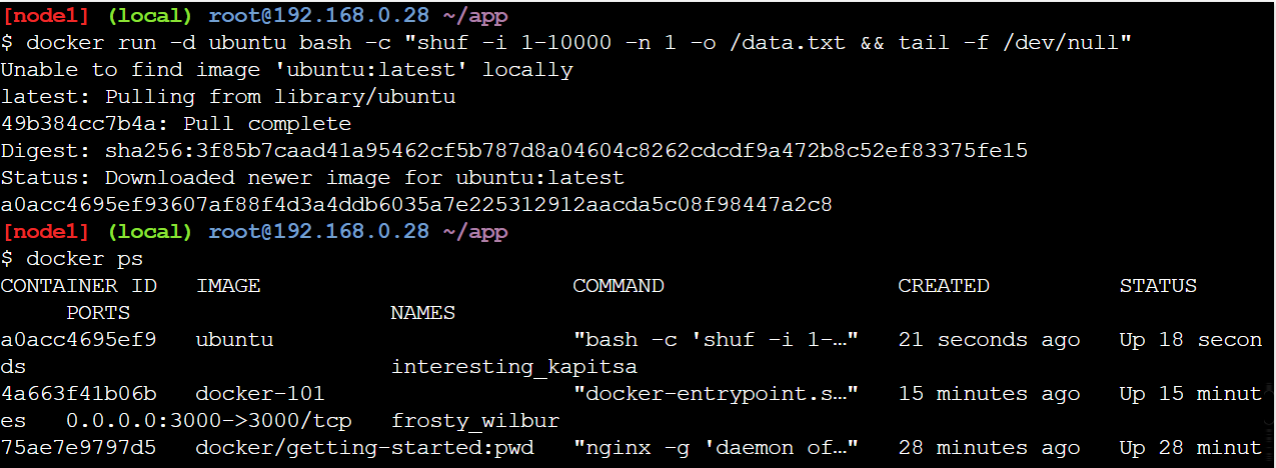 [node1] (local) root@192.168.0.28 ~/app
$ docker run -d ubuntu bash -c "shuf -i 1-10000 -n 1 -o /data.txt && tail -f /dev/null"
Unable to find image 'ubuntu:latest' locally
latest: Pulling from library/ubuntu
49b384cc7b4a: Pull complete
Digest: sha256:3f85b7caad41a95462cf5b787d8a04604c8262cdcdf9a472b8c52ef83375fe15
Status: Downloaded newer image for ubuntu:latest
a0acc4695ef93607af88f4d3a4ddb6035a7e225312912aacda5c08f98447a2c8
[node1] (local) root@192.168.0.28 ~/app
$ docker ps
CONTAINER ID   IMAGE                        COMMAND                  CREATED          STATUS
     PORTS                    NAMES
a0acc4695ef9   ubuntu                       "bash -c 'shuf -i 1-…"   21 seconds ago   Up 18 secon
ds                            interesting_kapitsa
4a663f41b06b   docker-101                   "docker-entrypoint.s…"   15 minutes ago   Up 15 minut
es   0.0.0.0:3000->3000/tcp   frosty_wilbur
75ae7e9797d5   docker/getting-started:pwd   "nginx -g 'daemon of…"   28 minutes ago   Up 28 minut